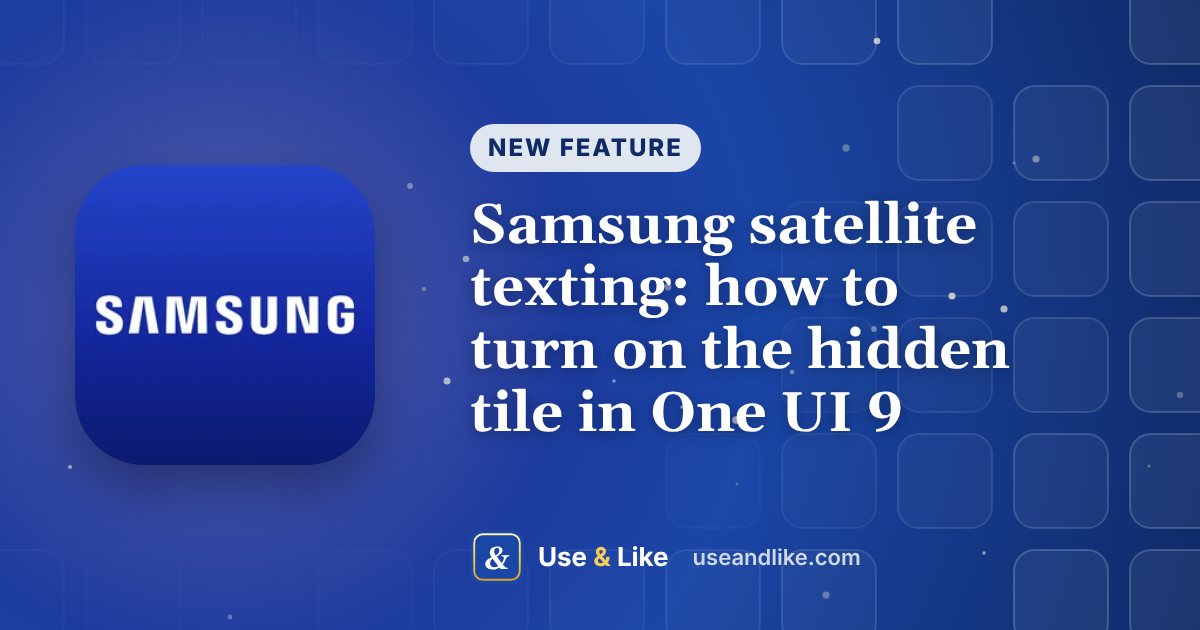 SAMSUNG
NEW FEATURE
Samsung satellite
texting: how to
turn on the hidden
tile in One UI 9
& Use & Like useandlike.com